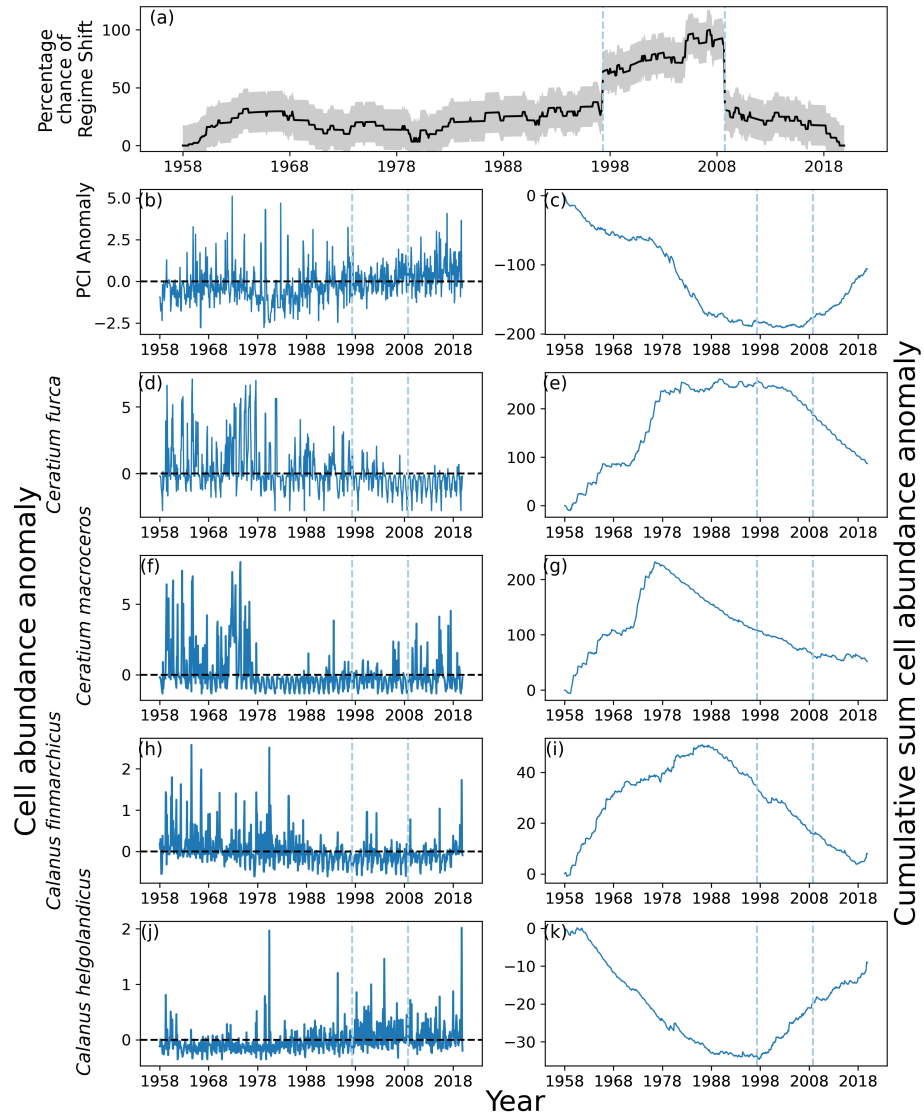 (a)
Percentage
chance of
Regime Shift
100
50
0
1958 1968 1978 1988 1998 2008 2018
(b)
PCI Anomaly
5.0
2.5
0.0
−2.5
1958 1968 1978 1988 1998 2008 2018
(c)
0
−100
−200
1958 1968 1978 1988 1998 2008 2018
(d)
Ceratium furca
5
0
1958 1968 1978 1988 1998 2008 2018
(e)
200
100
0
1958 1968 1978 1988 1998 2008 2018
(f)
Ceratium macroceros
5
0
1958 1968 1978 1988 1998 2008 2018
(g)
200
100
0
1958 1968 1978 1988 1998 2008 2018
(h)
Calanus finmarchicus
2
1
0
1958 1968 1978 1988 1998 2008 2018
(i)
40
20
0
1958 1968 1978 1988 1998 2008 2018
(j)
Calanus helgolandicus
2
1
0
1958 1968 1978 1988 1998 2008 2018
(k)
0
−10
−20
−30
1958 1968 1978 1988 1998 2008 2018
Cell abundance anomaly
Cumulative sum cell abundance anomaly
Year